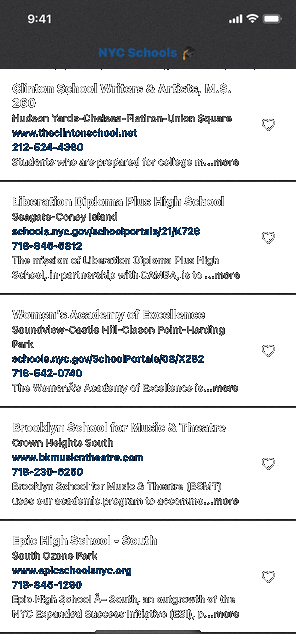 9:41
NYC Schools 🎓
Clinton School Writers & Artists, M.S.
260
Hudson Yards-Chelsea-Flatiron-Union Square
www.theclintonschool.net
212-524-4360
Students who are prepared for college m...more
Liberation Diploma Plus High School
Seagate-Coney Island
schools.nyc.gov/schoolportals/21/K728
718-946-6812
The mission of Liberation Diploma Plus High
School, in partnership with CAMBA, is to ...more
Women's Academy of Excellence
Soundview-Castle Hill-Clason Point-Harding
Park
schools.nyc.gov/SchoolPortals/08/X282
718-542-0740
The WomenÂs Academy of Excellence is...more
Brooklyn School for Music & Theatre
Crown Heights South
www.bkmusicntheatre.com
718-230-6250
Brooklyn School for Music & Theatre (BSMT)
uses our academic program to accommo...more
Epic High School - South
South Ozone Park
www.epicschoolsnyc.org
718-845-1290
Epic High School Â– South, an outgrowth of the
NYC Expanded Success Initiative (ESI), p...more